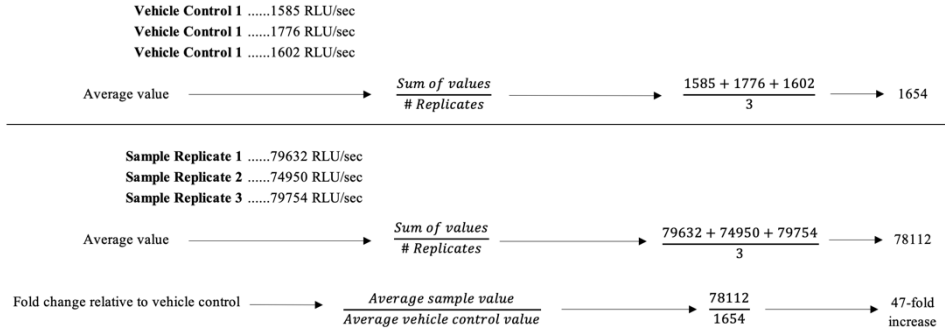 Vehicle Control 1 ......1585 RLU/sec
Vehicle Control 1 ......1776 RLU/sec
Vehicle Control 1 ......1602 RLU/sec
Average value Sum of values / # Replicates 1585 + 1776 + 1602 / 3 1654
Sample Replicate 1 ......79632 RLU/sec
Sample Replicate 2 ......74950 RLU/sec
Sample Replicate 3 ......79754 RLU/sec
Average value Sum of values / # Replicates 79632 + 74950 + 79754 / 3 78112
Fold change relative to vehicle control Average sample value / Average vehicle control value 78112 / 1654 47-fold
increase